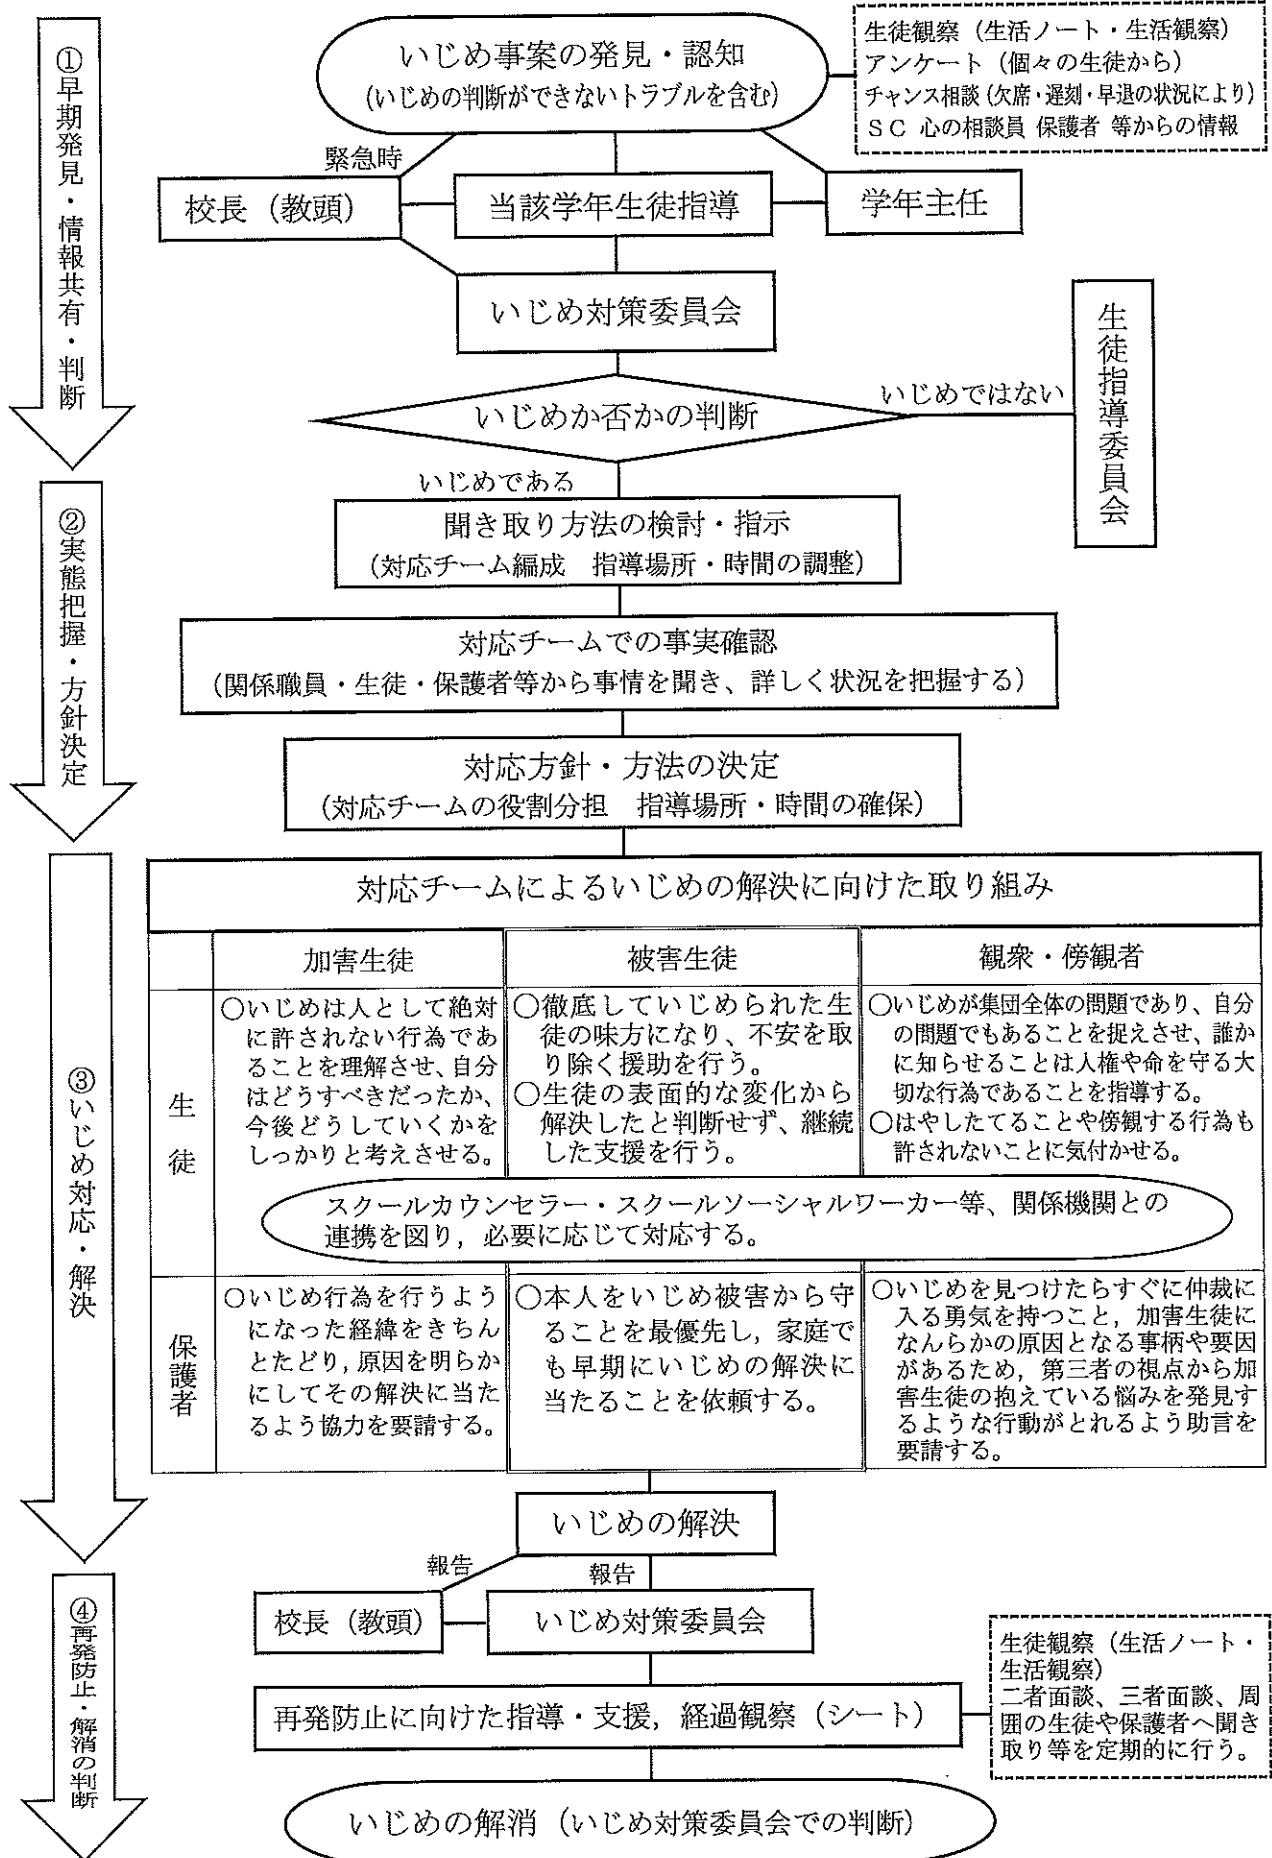 ①早期発見・情報共有・判断
いじめ事案の発見・認知
(いじめの判断ができないトラブルを含む)
生徒観察（生活ノート・生活観察）
アンケート（個々の生徒から）
チャンス相談（欠席・遅刻・早退の状況により）
ＳＣ 心の相談員 保護者 等からの情報
緊急時
校長（教頭）
当該学年生徒指導
学年主任
いじめ対策委員会
いじめか否かの判断
いじめではない
生徒指導委員会
いじめである
②実態把握・方針決定
聞き取り方法の検討・指示
（対応チーム編成　指導場所・時間の調整）
対応チームでの事実確認
（関係職員・生徒・保護者等から事情を聞き、詳しく状況を把握する）
対応方針・方法の決定
（対応チームの役割分担　指導場所・時間の確保）
③いじめ対応・解決
対応チームによるいじめの解決に向けた取り組み
加害生徒
被害生徒
観衆・傍観者
生徒
○いじめは人として絶対
に許されない行為であ
ることを理解させ、自分
はどうすべきだったか、
今後どうしていくかを
しっかりと考えさせる。
○徹底していじめられた生
徒の味方になり、不安を取
り除く援助を行う。
○生徒の表面的な変化から
解決したと判断せず、継続
した支援を行う。
○いじめが集団全体の問題であり、自分
の問題でもあることを捉えさせ、誰か
に知らせることは人権や命を守る大
切な行為であることを指導する。
○はやしたてることや傍観する行為も
許されないことに気付かせる。
スクールカウンセラー・スクールソーシャルワーカー等、関係機関との
連携を図り，必要に応じて対応する。
保護者
○いじめ行為を行うよう
になった経緯をきちん
とたどり，原因を明らか
にしてその解決に当た
るよう協力を要請する。
○本人をいじめ被害から守
ることを最優先し，家庭で
も早期にいじめの解決に
当たることを依頼する。
○いじめを見つけたらすぐに仲裁に
入る勇気を持つこと，加害生徒に
なんらかの原因となる事柄や要因
があるため，第三者の視点から加
害生徒の抱えている悩みを発見す
るような行動がとれるよう助言を
要請する。
いじめの解決
報告
報告
校長（教頭）
いじめ対策委員会
④再発防止・解消の判断
再発防止に向けた指導・支援，経過観察（シート）
生徒観察（生活ノート・
生活観察）
二者面談、三者面談、周
囲の生徒や保護者へ聞き
取り等を定期的に行う。
いじめの解消（いじめ対策委員会での判断）